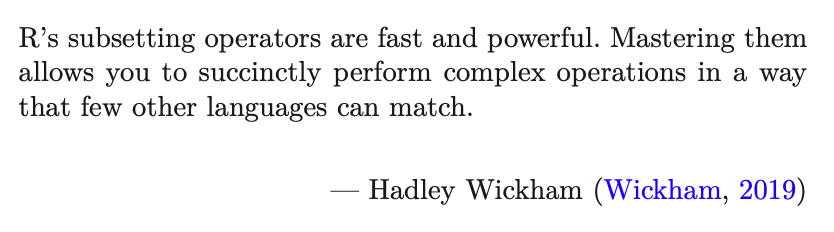 R’s subsetting operators are fast and powerful. Mastering them
allows you to succinctly perform complex operations in a way
that few other languages can match.
— Hadley Wickham (Wickham, 2019)